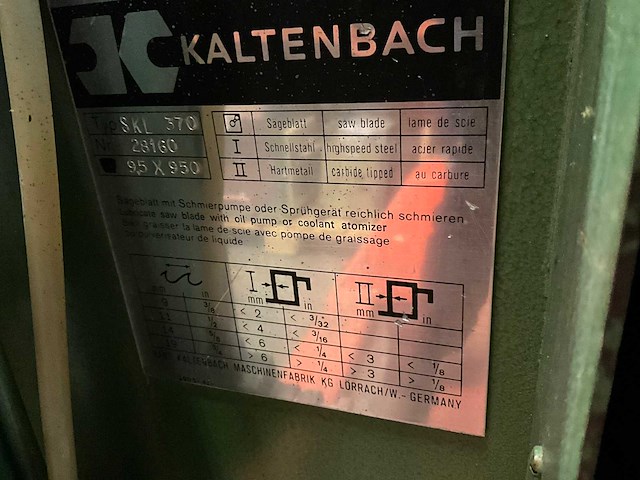 KALTENBACH
Typ SKL 370
Nr. 28160
95 X 950
Sägeblatt saw blade lame de scie
I Schnellstahl highspeed steel acier rapide
II Hartmetall carbide tipped au carbure
Sägeblatt mit Schmierpumpe oder Sprühgerät reichlich schmieren
Lubricate saw blade with oil pump or coolant atomizer
graisser la lame de scie avec pompe de graissage
de liquide
I II
mm in mm in
< 2 < 3/32
< 4 < 3/16
< 6 < 1/4 < 3 < 1/8
> 6 > 1/4 > 3 > 1/8
KALTENBACH MASCHINENFABRIK KG LÖRRACH/W.- GERMANY